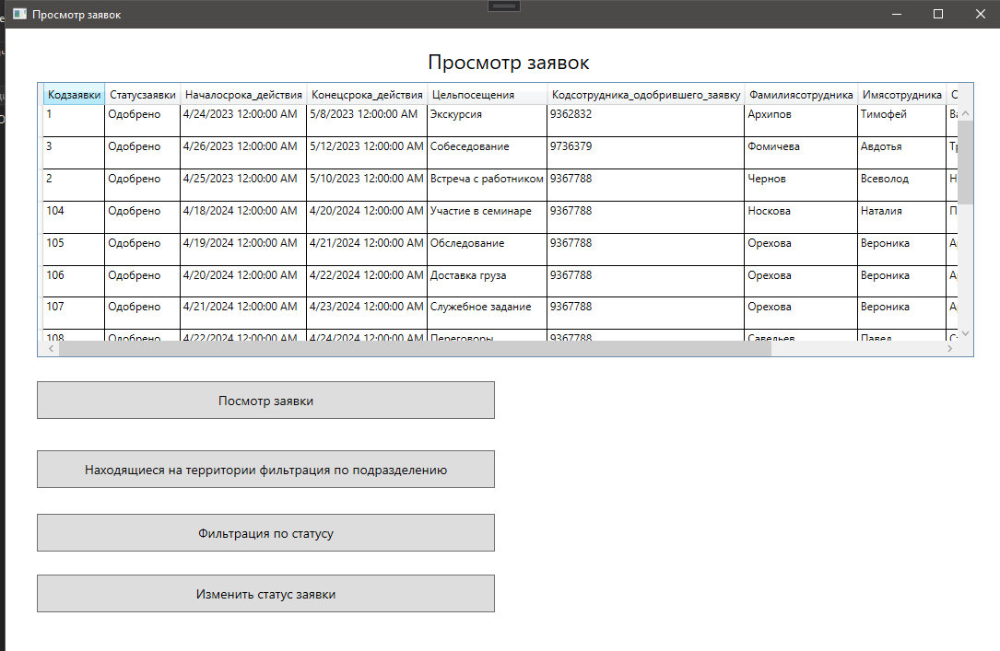 Просмотр заявок
Просмотр заявок
Кодзаявки Статусзаявки Началосрока_действия Конецсрока_действия Цельпосещения Кодсотрудника_одобрившего_заявку Фамилиясотрудника Имясотрудника
1 Одобрено 4/24/2023 12:00:00 AM 5/8/2023 12:00:00 AM Экскурсия 9362832 Архипов Тимофей
3 Одобрено 4/26/2023 12:00:00 AM 5/12/2023 12:00:00 AM Собеседование 9736379 Фомичева Авдотья
2 Одобрено 4/25/2023 12:00:00 AM 5/10/2023 12:00:00 AM Встреча с работником 9367788 Чернов Всеволод
104 Одобрено 4/18/2024 12:00:00 AM 4/20/2024 12:00:00 AM Участие в семинаре 9367788 Носкова Наталия
105 Одобрено 4/19/2024 12:00:00 AM 4/21/2024 12:00:00 AM Обследование 9367788 Орехова Вероника
106 Одобрено 4/20/2024 12:00:00 AM 4/22/2024 12:00:00 AM Доставка груза 9367788 Орехова Вероника
107 Одобрено 4/21/2024 12:00:00 AM 4/23/2024 12:00:00 AM Служебное задание 9367788 Орехова Вероника
108 Одобрено 4/22/2024 12:00:00 AM 4/24/2024 12:00:00 AM Переговоры 9367788 Савельев Павел
Посмотр заявки
Находящиеся на территории фильтрация по подразделению
Фильтрация по статусу
Изменить статус заявки